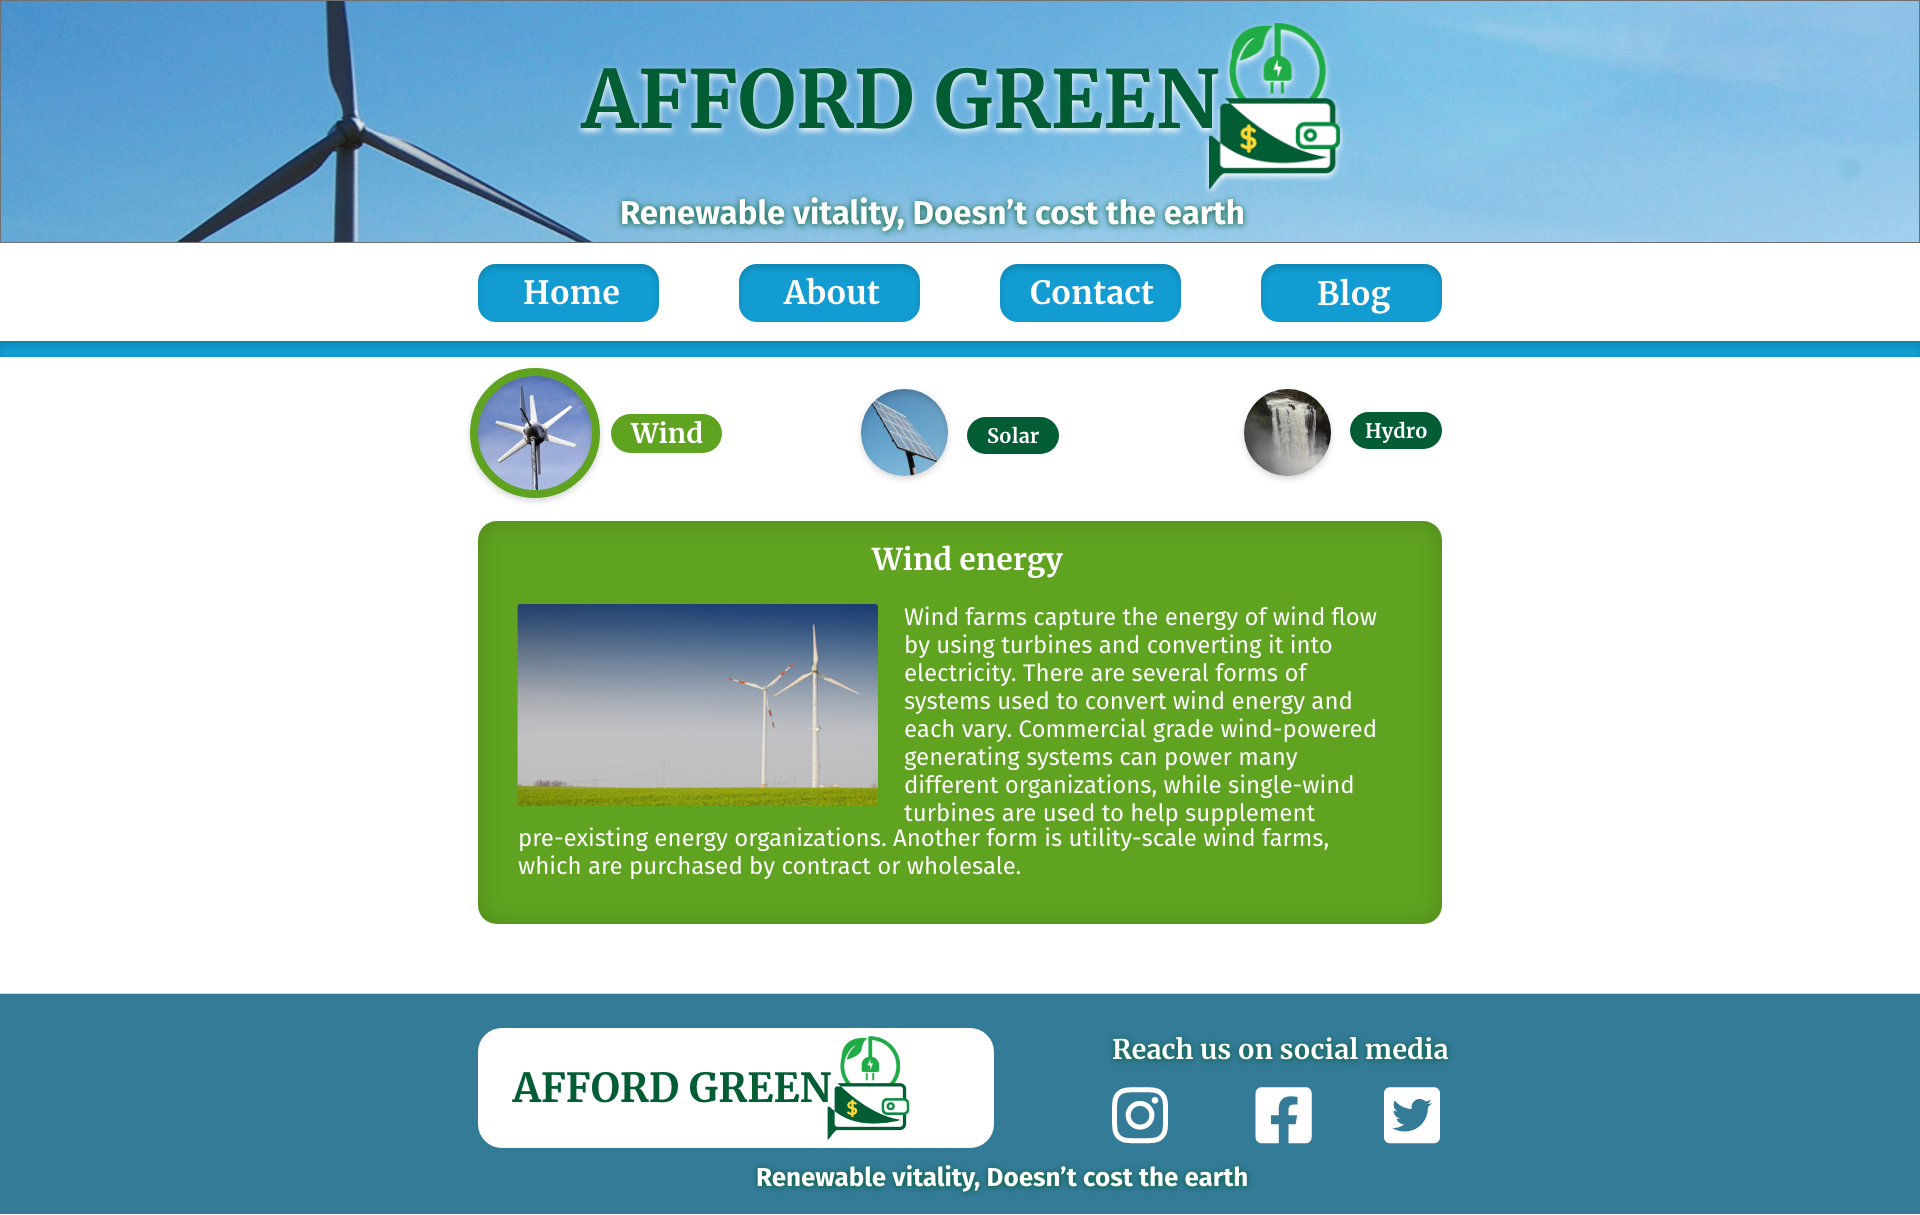 AFFORD GREEN
$
Renewable vitality, Doesn’t cost the earth
Home
About
Contact
Blog
Wind
Solar
Hydro
Wind energy
Wind farms capture the energy of wind flow
by using turbines and converting it into
electricity. There are several forms of
systems used to convert wind energy and
each vary. Commercial grade wind-powered
generating systems can power many
different organizations, while single-wind
turbines are used to help supplement
pre-existing energy organizations. Another form is utility-scale wind farms,
which are purchased by contract or wholesale.
AFFORD GREEN
$
Reach us on social media
Renewable vitality, Doesn’t cost the earth